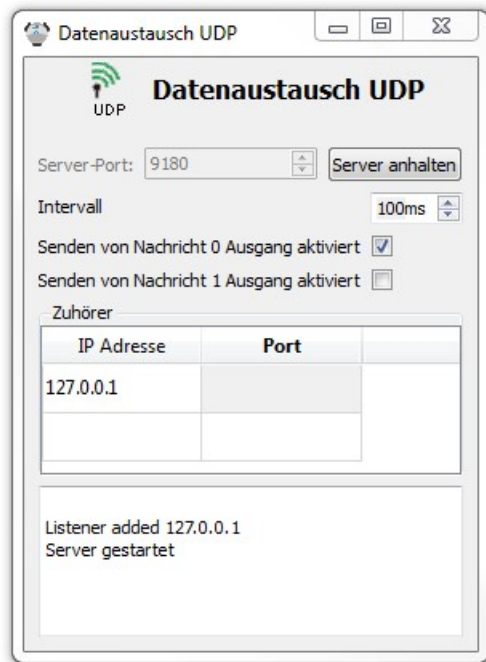 Datenaustausch UDP
UDP
Datenaustausch UDP
Server-Port: 9180 Server anhalten
Intervall 100ms
Senden von Nachricht 0 Ausgang aktiviert
Senden von Nachricht 1 Ausgang aktiviert
Zuhörer
IP Adresse Port
127.0.0.1
Listener added 127.0.0.1
Server gestartet